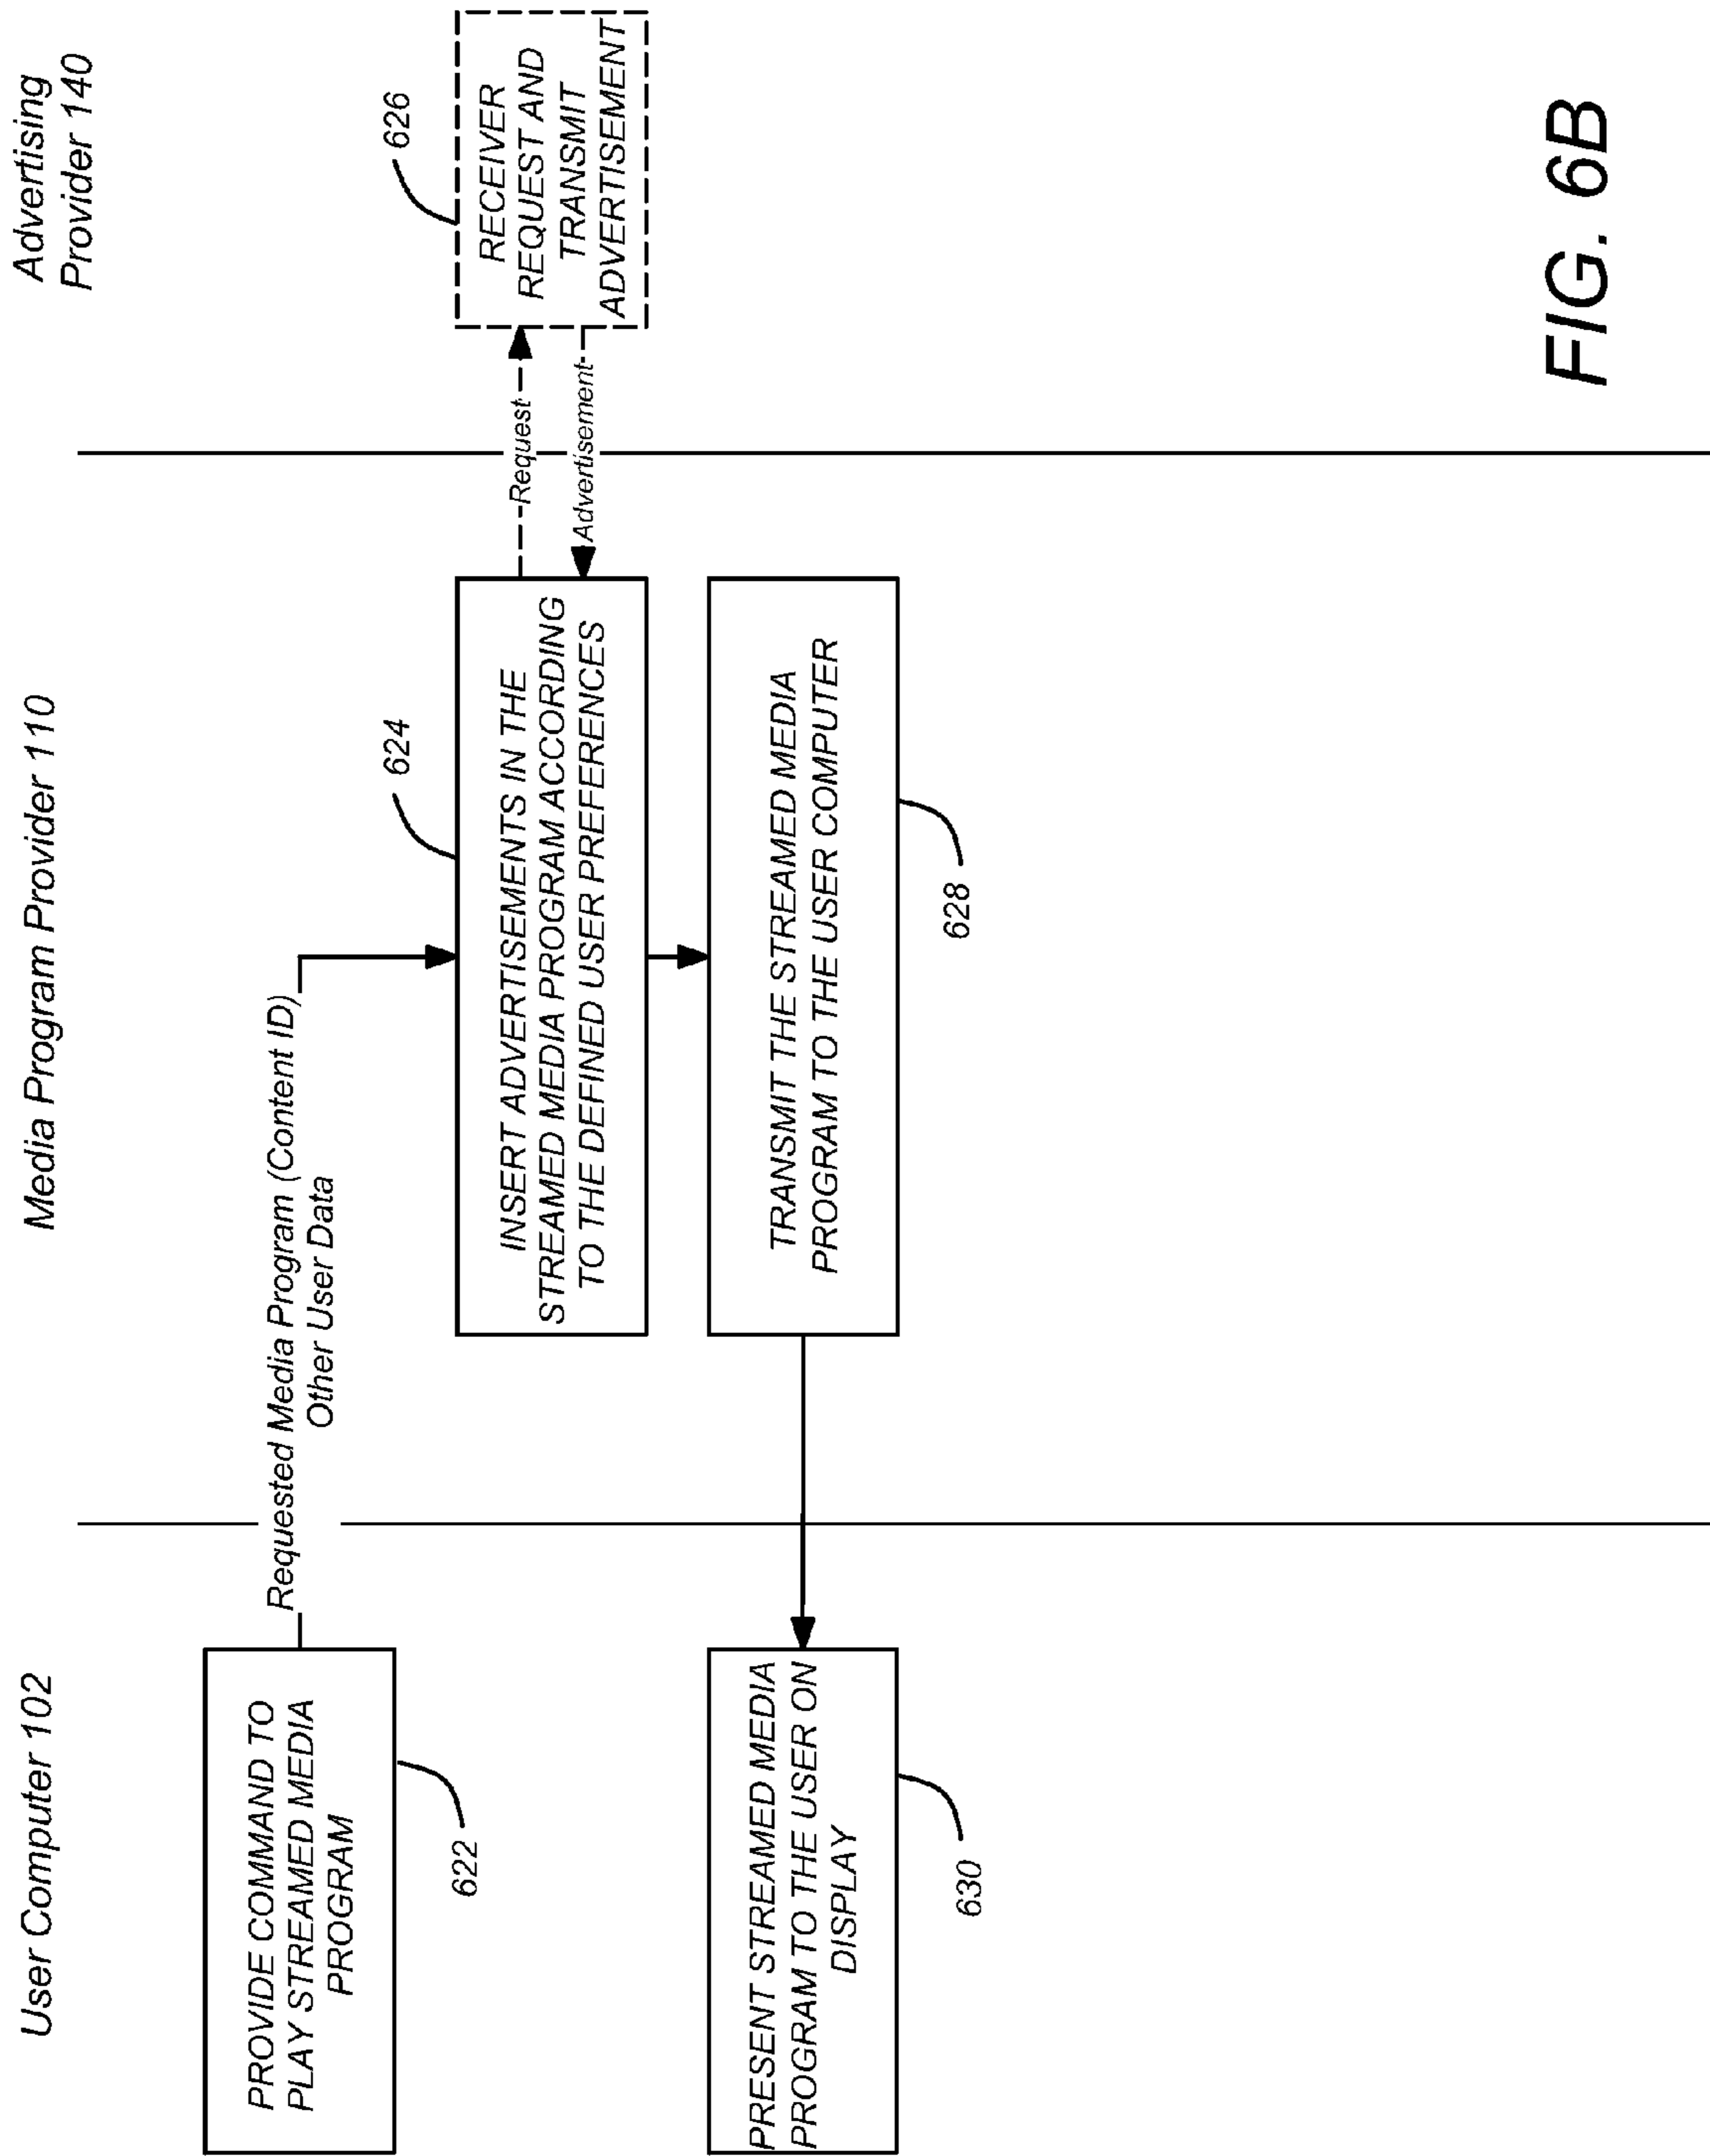 User Computer 102
Media Program Provider 110
Advertising
Provider 140
PROVIDE COMMAND TO
PLAY STREAMED MEDIA
PROGRAM
622
Requested Media Program (Content ID)
Other User Data
624
INSERT ADVERTISEMENTS IN THE
STREAMED MEDIA PROGRAM ACCORDING
TO THE DEFINED USER PREFERENCES
Request
Advertisement
626
RECEIVER
REQUEST AND
TRANSMIT
ADVERTISEMENT
PRESENT STREAMED MEDIA
PROGRAM TO THE USER ON
DISPLAY
630
TRANSMIT THE STREAMED MEDIA
PROGRAM TO THE USER COMPUTER
628
FIG. 6B